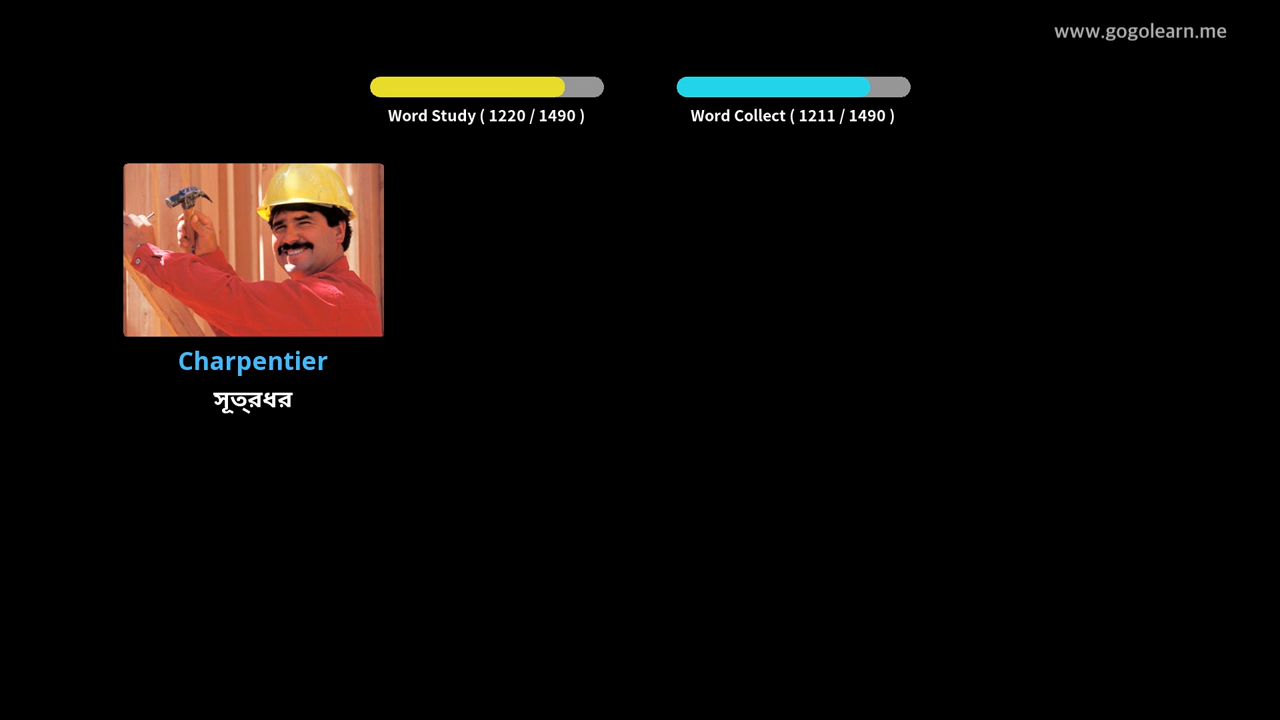 www.gogolearn.me
Word Study ( 1220 / 1490 )
Word Collect ( 1211 / 1490 )
Charpentier
সূত্রধর